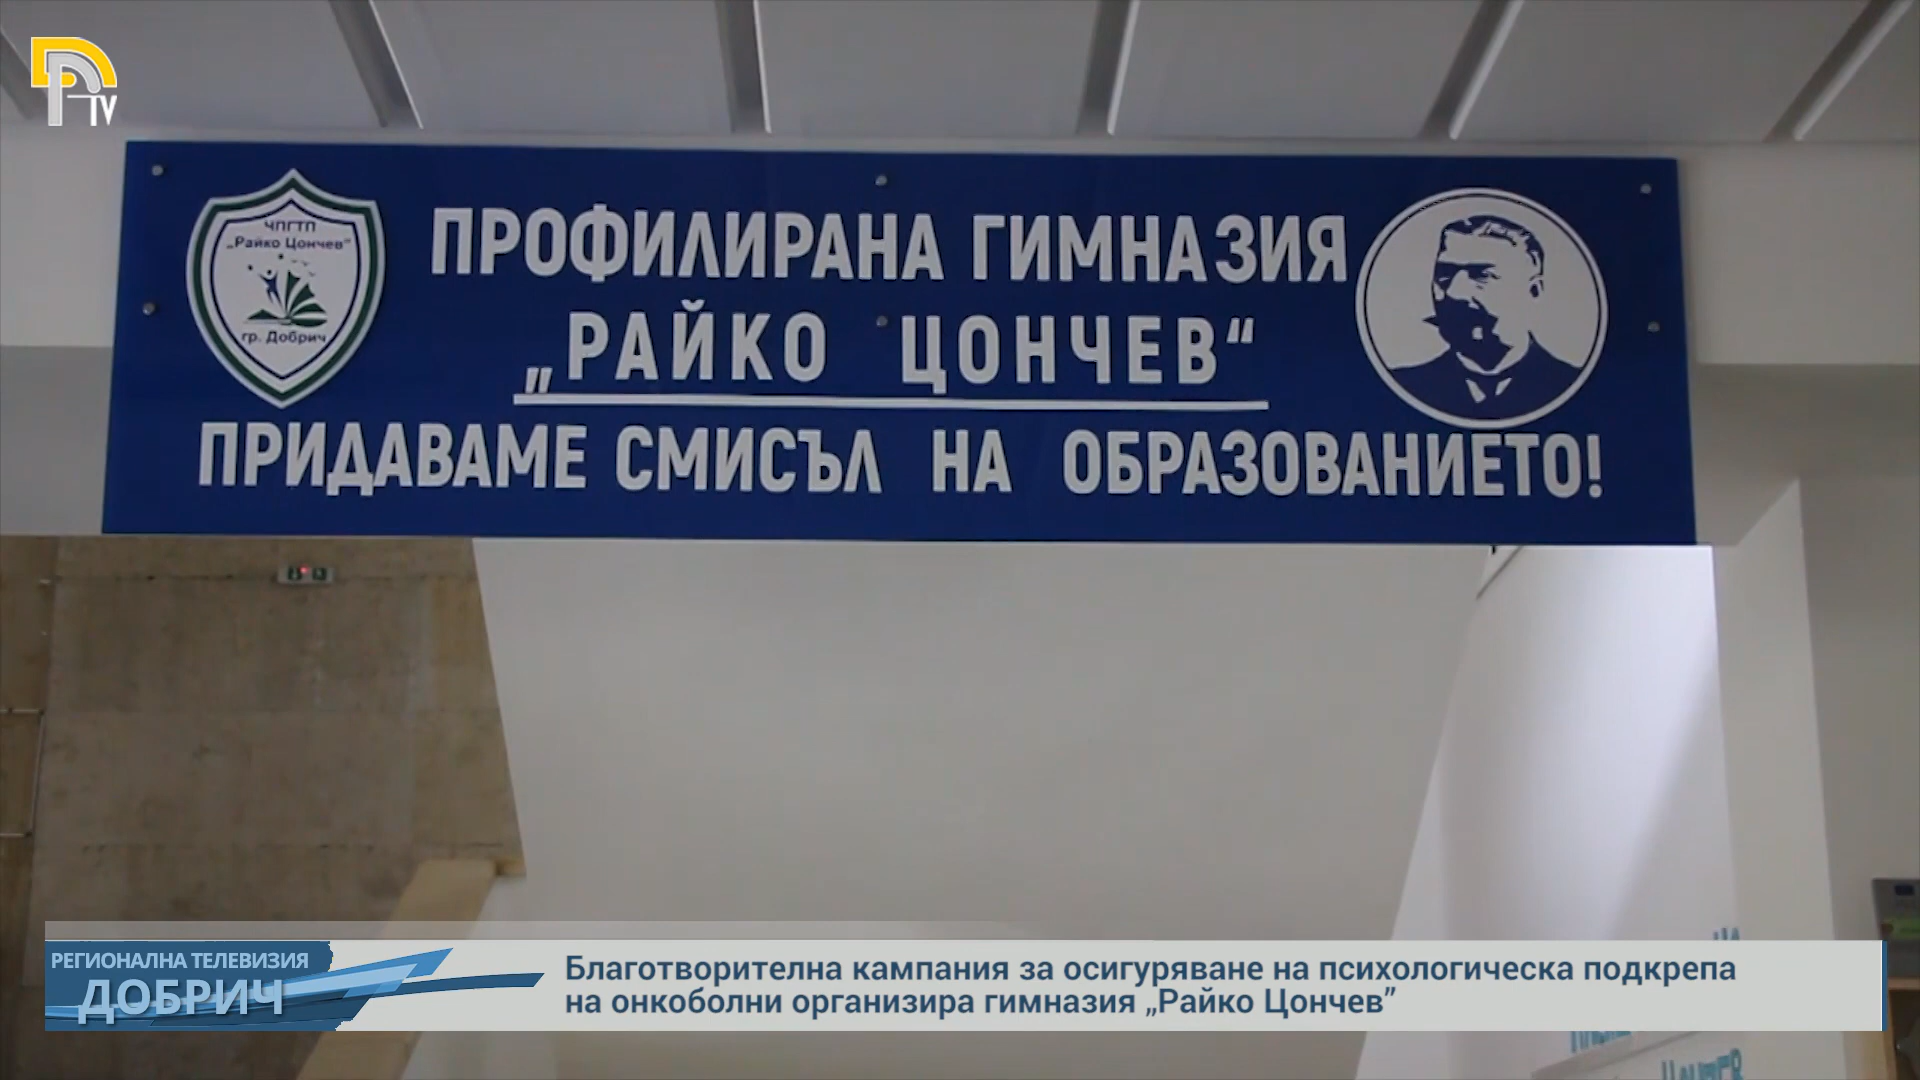 TV
ЧПГТП
„Райко Цончев”
гр. Добрич
ПРОФИЛИРАНА ГИМНАЗИЯ
„РАЙКО ЦОНЧЕВ“
ПРИДАВАМЕ СМИСЪЛ НА ОБРАЗОВАНИЕТО!
РЕГИОНАЛНА ТЕЛЕВИЗИЯ
ДОБРИЧ
Благотворителна кампания за осигуряване на психологическа подкрепа
на онкоболни организира гимназия „Райко Цончев”